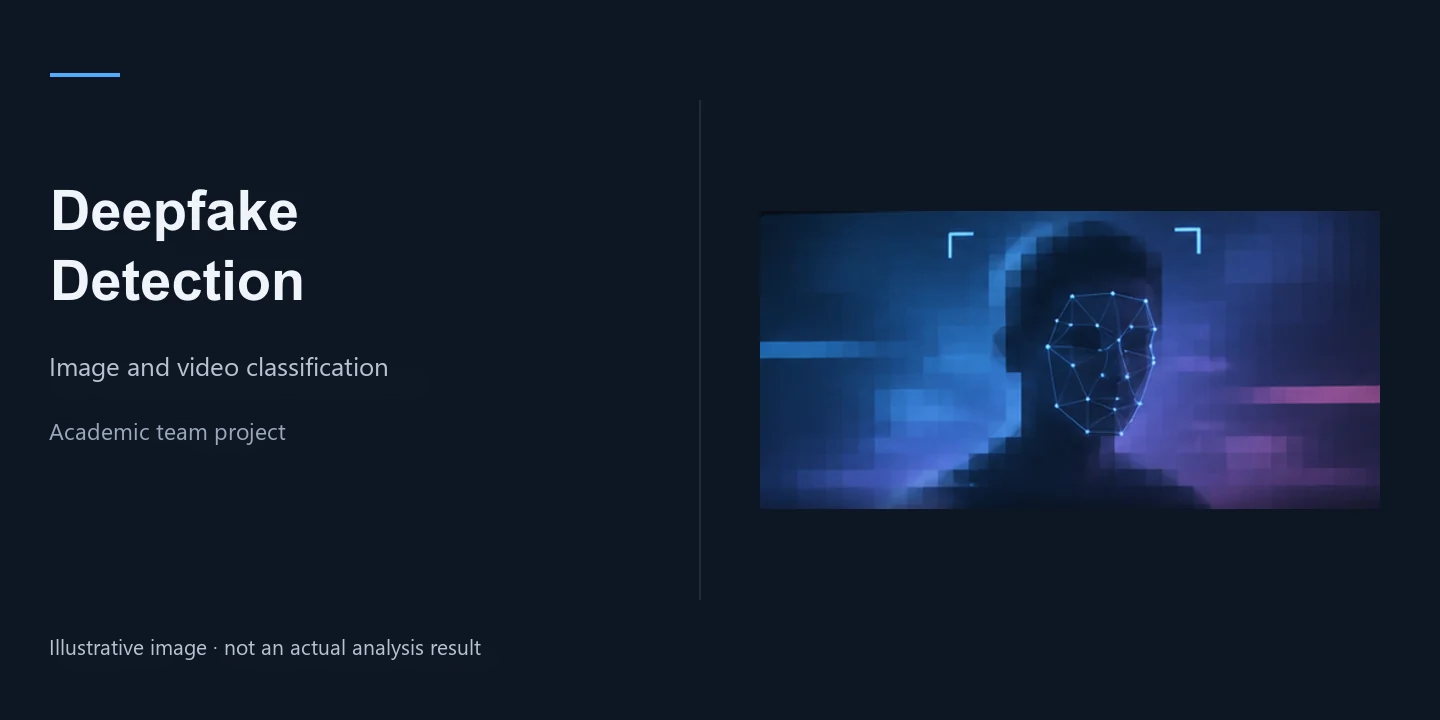 Deepfake
Detection
Image and video classification
Academic team project
Illustrative image · not an actual analysis result